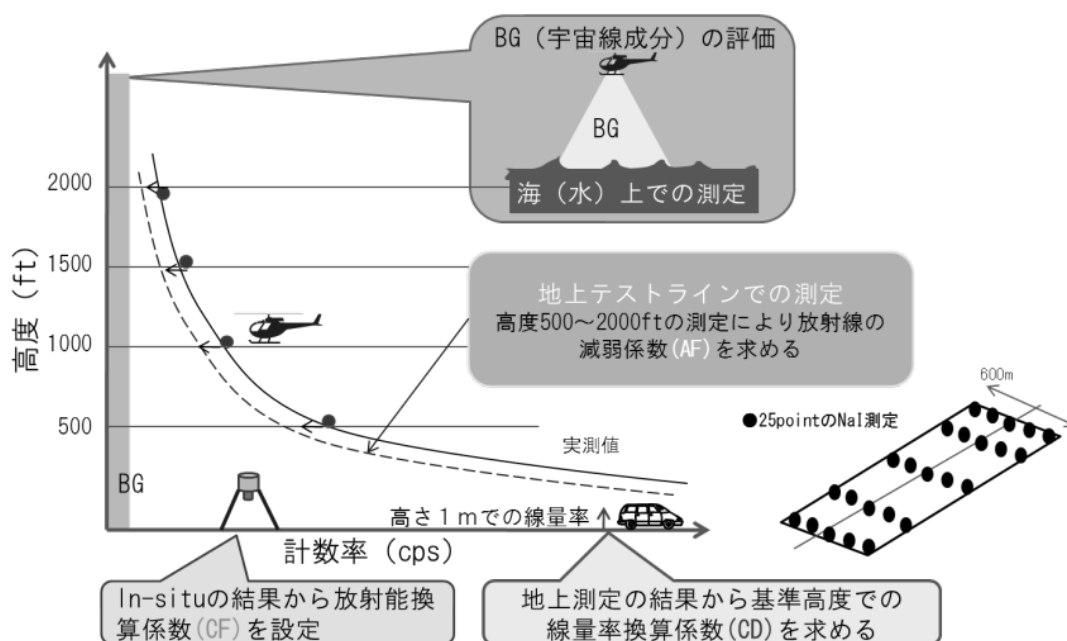 BG（宇宙線成分）の評価
BG
海（水）上での測定
高度（ft）
2000
1500
1000
500
地上テストラインでの測定
高度500～2000ftの測定により放射線の
減弱係数(AF)を求める
600m
●25pointのNaI測定
実測値
BG
高さ１ｍでの線量率
計数率（cps）
In-situの結果から放射能換
算係数(CF)を設定
地上測定の結果から基準高度での
線量率換算係数(CD)を求める